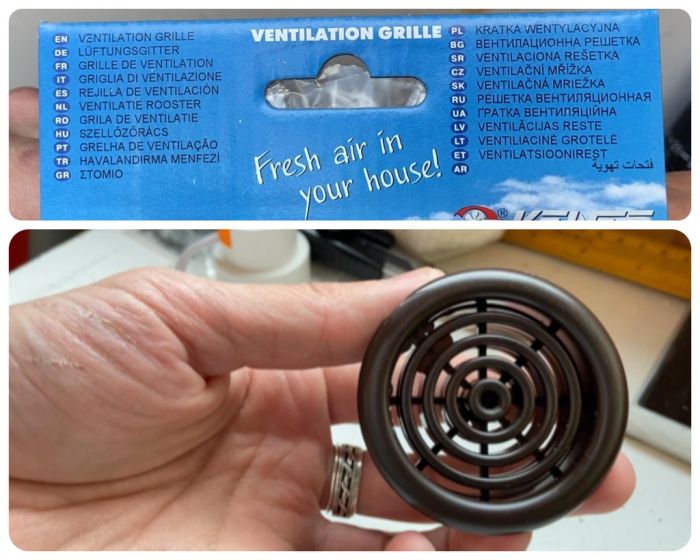 VENTILATION GRILLE
EN VENTILATION GRILLE
DE LÜFTUNGSGITTER
FR GRILLE DE VENTILATION
IT GRIGLIA DI VENTILAZIONE
ES REJILLA DE VENTILACIÓN
NL VENTILATIE ROOSTER
RO GRILA DE VENTILATIE
HU SZELLŐZŐRÁCS
PT GRELHA DE VENTILAÇÃO
TR HAVALANDIRMA MENFEZİ
GR ΣΤΟΜΙΟ
Fresh air in
your house!
PL KRATKA WENTYLACYJNA
BG ВЕНТИЛАЦИОННА РЕШЕТКА
SR VENTILACIONA REŠETKA
CZ VENTILAČNÍ MŘÍŽKA
SK VENTILAČNÁ MRIEŽKA
RU РЕШЕТКА ВЕНТИЛЯЦИОННАЯ
UA ҐРАТКА ВЕНТИЛЯЦІЙНА
LV VENTILĀCIJAS RESTE
LT VENTILIACINĖ GROTELĖ
ET VENTILATSIOONIREST
AR فتحات تهوية
®